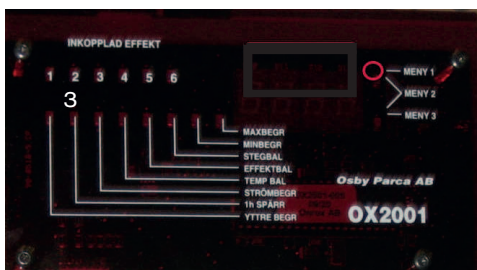 INKOPPLAD EFFEKT
1 2 3 4 5 6
MENY 1
MENY 2
MENY 3
3
MAXBEGR
MINBEGR
STEGBAL
EFFEKTBAL
TEMP BAL
STRÖMBEGR
1h SPÄRR
YTTRE BEGR
Osby Parca AB
OX2001